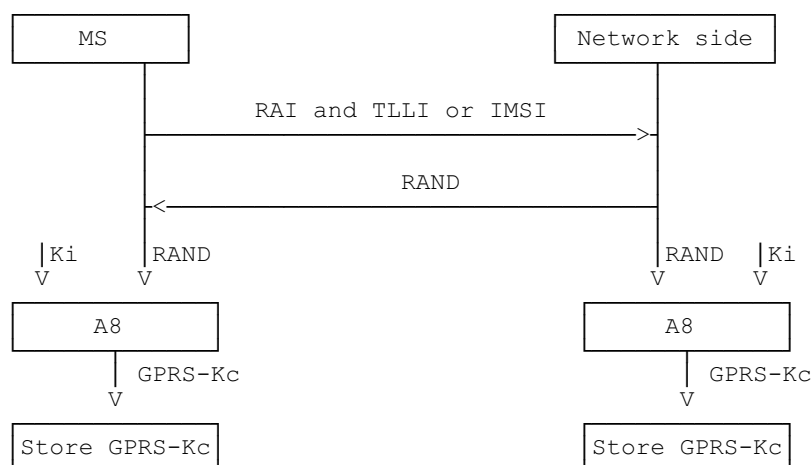 MS Network side
RAI and TLLI or IMSI
RAND
Ki RAND RAND Ki
A8 A8
GPRS-Kc GPRS-Kc
Store GPRS-Kc Store GPRS-Kc